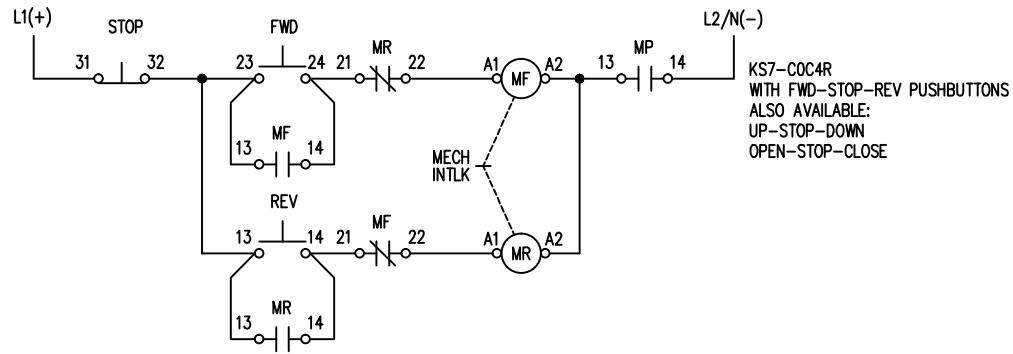 L1(+)
STOP
FWD
L2/N(-)
31
32
23
24
21
MR
22
A1
MF
A2
13
MP
14
KS7-C0C4R
WITH FWD-STOP-REV PUSHBUTTONS
ALSO AVAILABLE:
UP-STOP-DOWN
OPEN-STOP-CLOSE
13
MF
14
MECH
INTLK
REV
13
14
21
MF
22
A1
MR
A2
13
MR
14